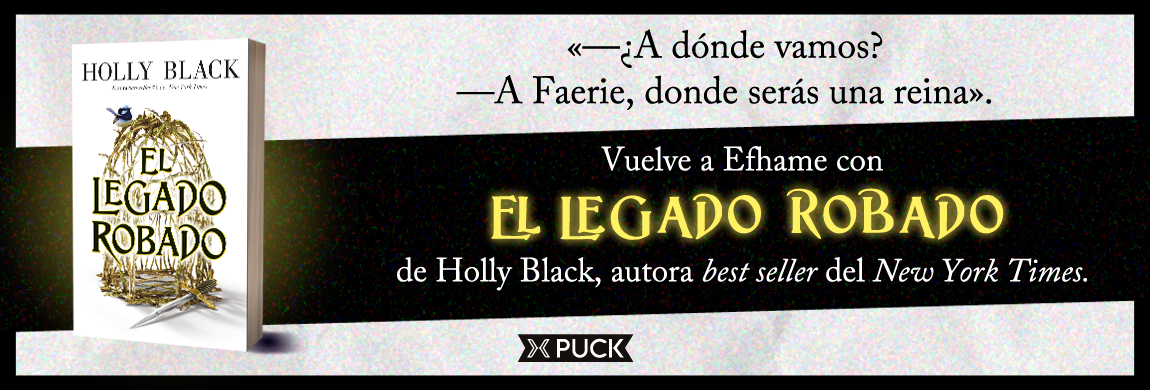 HOLLY BLACK
EL
LEGADO
ROBADO
«—¿A dónde vamos?
—A Faerie, donde serás una reina».
Vuelve a Efhame con
EL LEGADO ROBADO
de Holly Black, autora best seller del New York Times.
PUCK